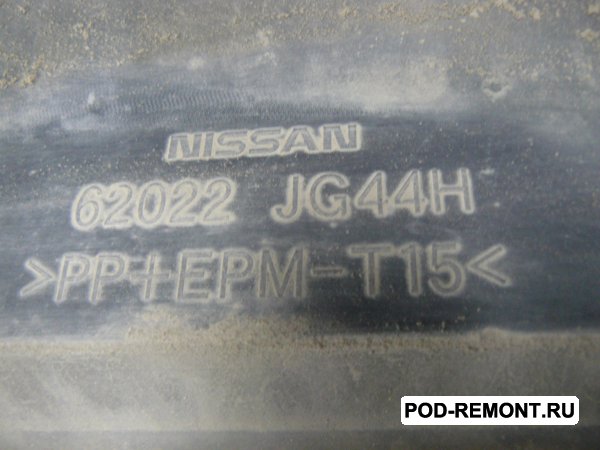 NISSAN
62022 JG44H
>PP+EPM-T15<
POD-REMONT.RU